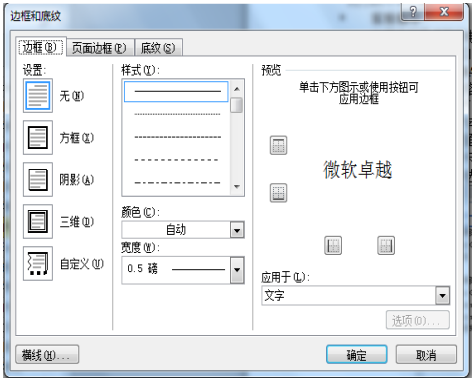 边框和底纹
边框(B) 页面边框(P) 底纹(S)
设置:
无(N)
方框(X)
阴影(A)
三维(D)
自定义(U)
样式(Y):
颜色(C):
自动
宽度(W):
0.5 磅
预览
单击下方图示或使用按钮可
应用边框
微软卓越
应用于(L):
文字
选项(O)...
横线(H)...
确定
取消